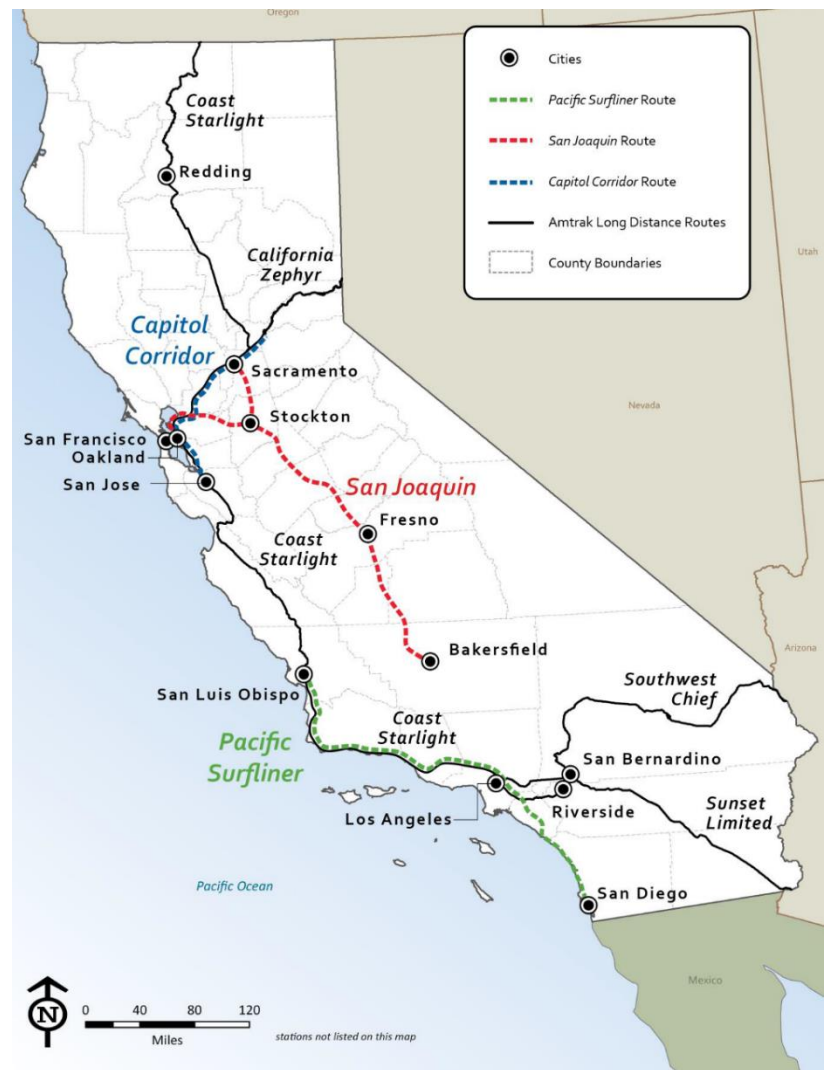 Oregon
Cities
Pacific Surfliner Route
San Joaquin Route
Capitol Corridor Route
Amtrak Long Distance Routes
County Boundaries
Coast
Starlight
Redding
California
Zephyr
Utah
Capitol
Corridor
Sacramento
Stockton
Nevada
San Francisco
Oakland
San Jose
San Joaquin
Fresno
Coast
Starlight
Bakersfield
Arizona
San Luis Obispo
Southwest
Chief
Coast
Starlight
Pacific
Surfliner
San Bernardino
Los Angeles
Riverside
Sunset
Limited
Pacific Ocean
San Diego
Mexico
N
0 40 80 120
Miles
stations not listed on this map